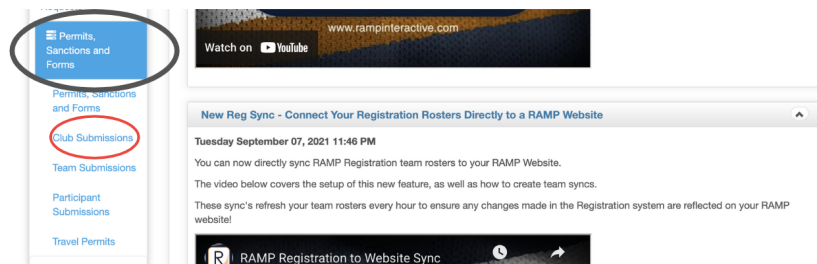 Permits,
Sanctions and
Forms
Permits, Sanctions
and Forms
Club Submissions
Team Submissions
Participant
Submissions
Travel Permits
www.rampinteractive.com
Watch on YouTube
New Reg Sync - Connect Your Registration Rosters Directly to a RAMP Website
Tuesday September 07, 2021 11:46 PM
You can now directly sync RAMP Registration team rosters to your RAMP Website.
The video below covers the setup of this new feature, as well as how to create team syncs.
These sync's refresh your team rosters every hour to ensure any changes made in the Registration system are reflected on your RAMP
website!
R RAMP Registration to Website Sync